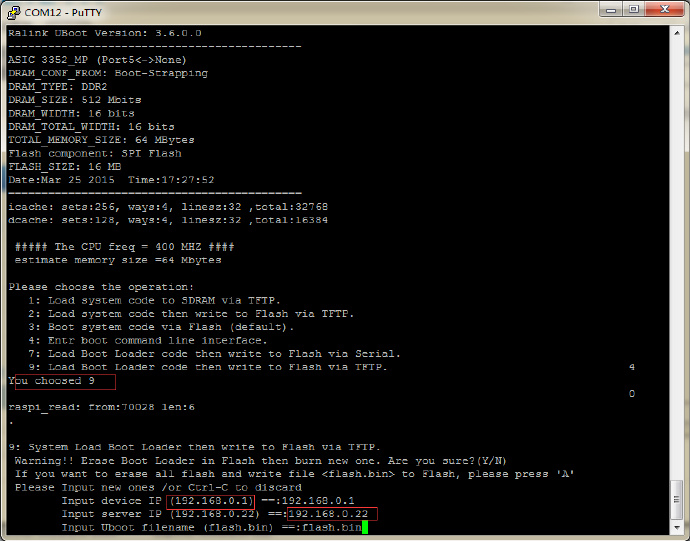 COM12 - PuTTY
Ralink UBoot Version: 3.6.0.0
--------------------------------------------
ASIC 3352_MP (Port5<->None)
DRAM_CONF_FROM: Boot-Strapping
DRAM_TYPE: DDR2
DRAM_SIZE: 512 Mbits
DRAM_WIDTH: 16 bits
DRAM_TOTAL_WIDTH: 16 bits
TOTAL_MEMORY_SIZE: 64 MBytes
Flash component: SPI Flash
FLASH_SIZE: 16 MB
Date:Mar 25 2015  Time:17:27:52
--------------------------------------------
icache: sets:256, ways:4, linesz:32 ,total:32768
dcache: sets:128, ways:4, linesz:32 ,total:16384
##### The CPU freq = 400 MHZ ####
estimate memory size =64 Mbytes
Please choose the operation:
1: Load system code to SDRAM via TFTP.
2: Load system code then write to Flash via TFTP.
3: Boot system code via Flash (default).
4: Entr boot command line interface.
7: Load Boot Loader code then write to Flash via Serial.
9: Load Boot Loader code then write to Flash via TFTP. 4
You choosed 9
0
raspi_read: from:70028 len:6
.
9: System Load Boot Loader then write to Flash via TFTP.
Warning!! Erase Boot Loader in Flash then burn new one. Are you sure?(Y/N)
If you want to erase all flash and write file <flash.bin> to Flash, please press 'A'
Please Input new ones /or Ctrl-C to discard
Input device IP (192.168.0.1) ==:192.168.0.1
Input server IP (192.168.0.22) ==:192.168.0.22
Input Uboot filename (flash.bin) ==:flash.bin